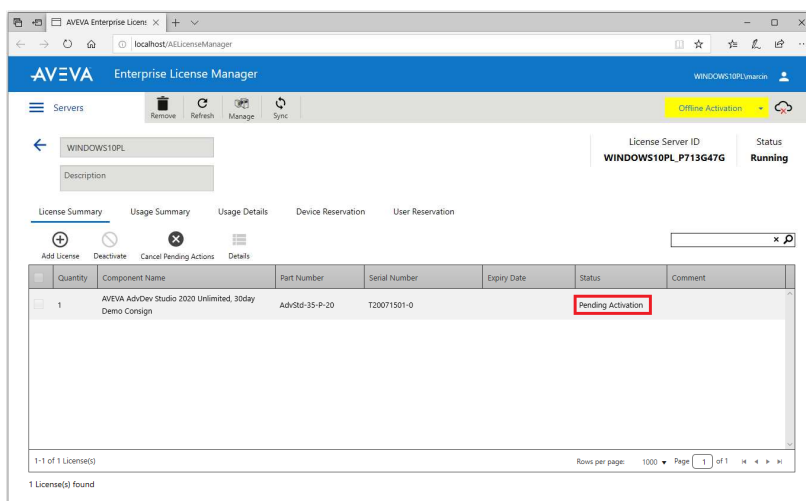 AVEVA Enterprise Licens
localhost/AELicenseManager
AVEVA Enterprise License Manager
WINDOWS10PL\marcin
Servers
Remove Refresh Manage Sync
Offline Activation
WINDOWS10PL
Description
License Server ID
WINDOWS10PL_P713G47G
Status
Running
License Summary Usage Summary Usage Details Device Reservation User Reservation
Add License Deactivate Cancel Pending Actions Details
Quantity Component Name Part Number Serial Number Expiry Date Status Comment
1 AVEVA AdvDev Studio 2020 Unlimited, 30day
Demo Consign AdvStd-35-P-20 T20071501-0 Pending Activation
1-1 of 1 License(s)
Rows per page: 1000 Page 1 of 1
1 License(s) found